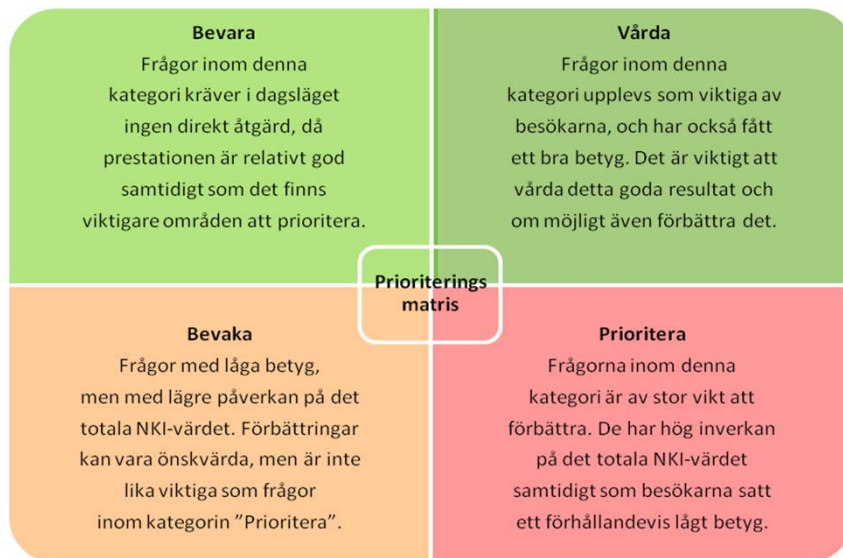 Bevara
Frågor inom denna
kategori kräver i dagsläget
ingen direkt åtgärd, då
prestationen är relativt god
samtidigt som det finns
viktigare områden att prioritera.
Vårda
Frågor inom denna
kategori upplevs som viktiga av
besökarna, och har också fått
ett bra betyg. Det är viktigt att
vårda detta goda resultat och
om möjligt även förbättra det.
Prioriterings
matris
Bevaka
Frågor med låga betyg,
men med lägre påverkan på det
totala NKI-värdet. Förbättringar
kan vara önskvärda, men är inte
lika viktiga som frågor
inom kategorin ”Prioritera”.
Prioritera
Frågorna inom denna
kategori är av stor vikt att
förbättra. De har hög inverkan
på det totala NKI-värdet
samtidigt som besökarna satt
ett förhållandevis lågt betyg.